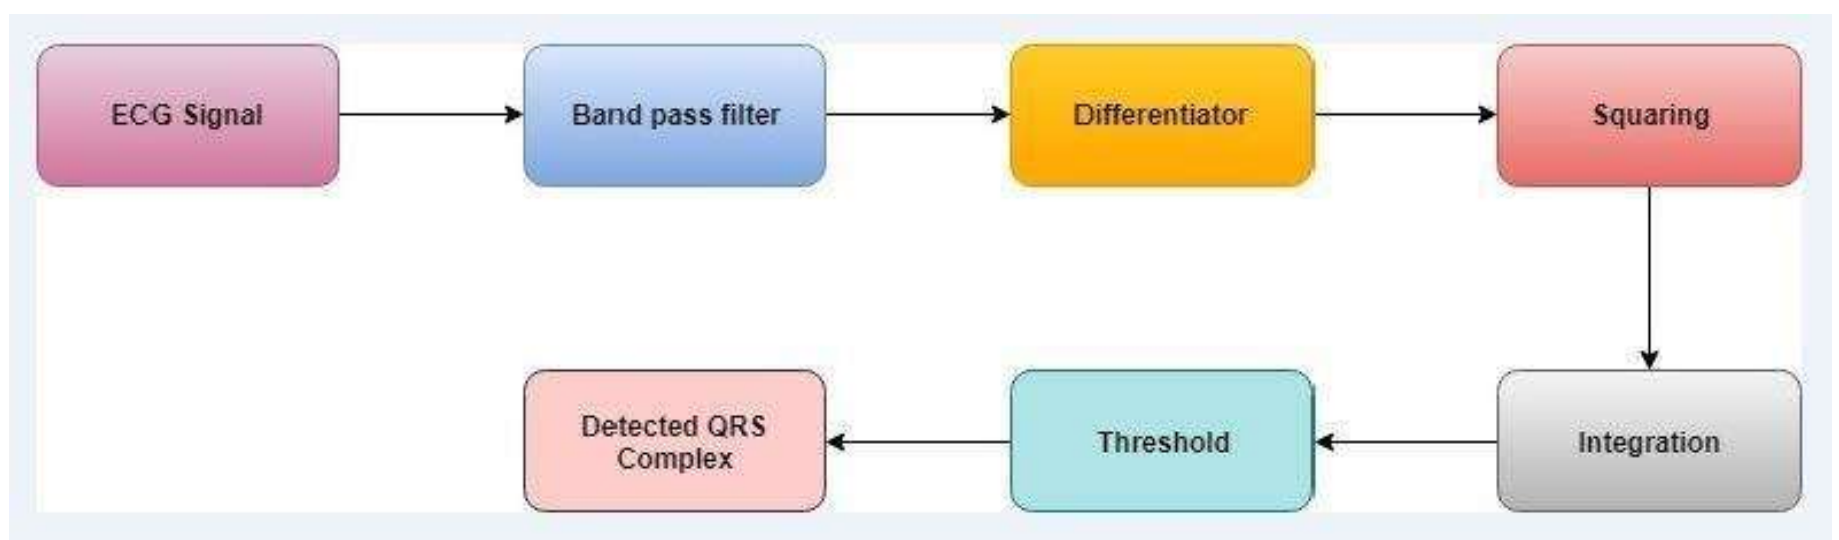 ECG Signal
Band pass filter
Differentiator
Squaring
Detected QRS
Complex
Threshold
Integration